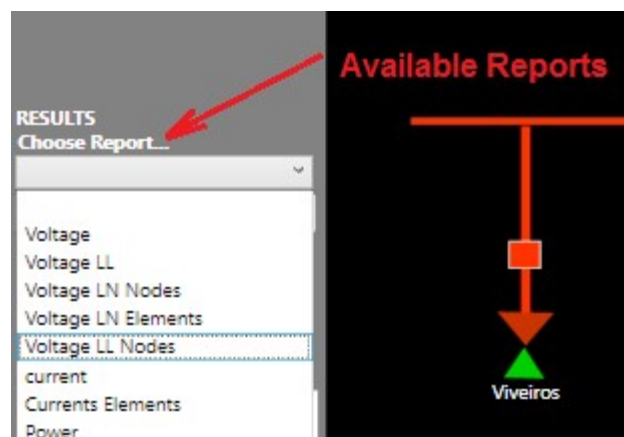 Available Reports
RESULTS
Choose Report...
Voltage
Voltage LL
Voltage LN Nodes
Voltage LN Elements
Voltage LL Nodes
current
Currents Elements
Power
Viveiros